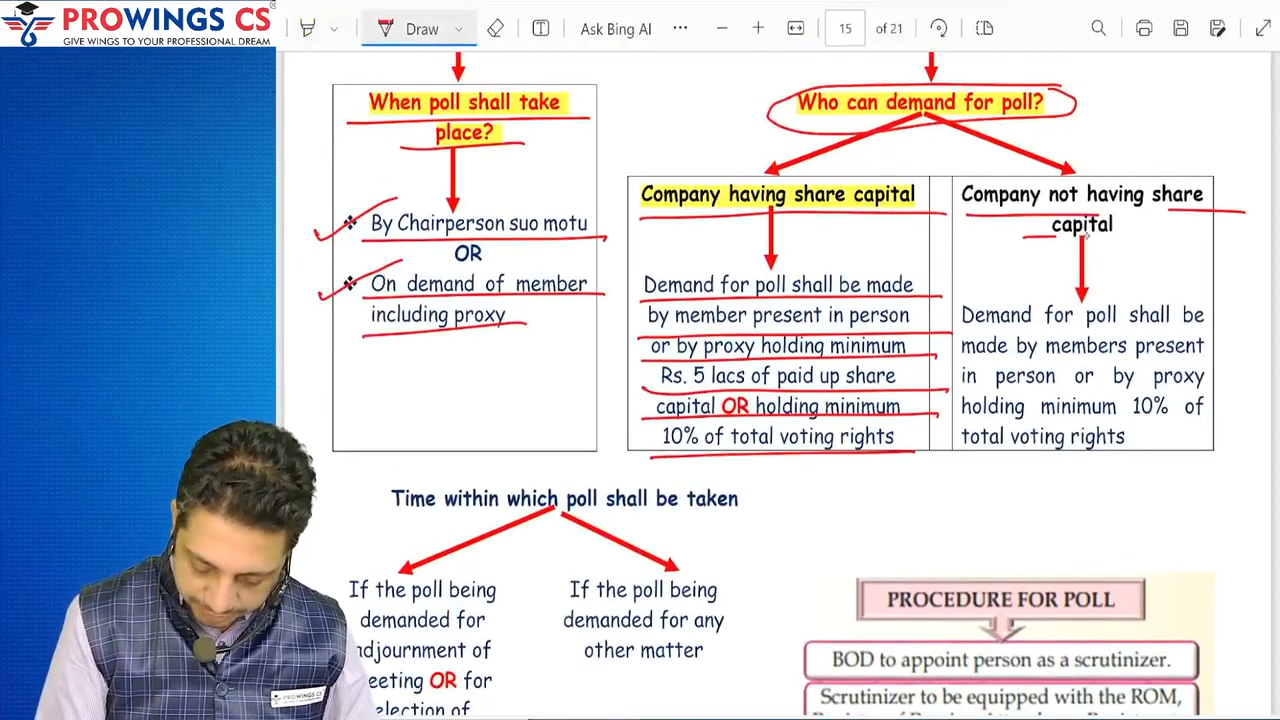 PROWINGS CS
GIVE WINGS TO YOUR PROFESSIONAL DREAM
Draw
Ask Bing AI
15
of 21
When poll shall take
place?
❖ By Chairperson suo motu
OR
❖ On demand of member
including proxy
Who can demand for poll?
Company having share capital
Demand for poll shall be made
by member present in person
or by proxy holding minimum
Rs. 5 lacs of paid up share
capital OR holding minimum
10% of total voting rights
Company not having share
capital
Demand for poll shall be
made by members present
in person or by proxy
holding minimum 10% of
total voting rights
Time within which poll shall be taken
If the poll being
demanded for
djournment of
eeting OR for
election of
If the poll being
demanded for any
other matter
PROCEDURE FOR POLL
BOD to appoint person as a scrutinizer.
Scrutinizer to be equipped with the ROM,
PROWINGS CS